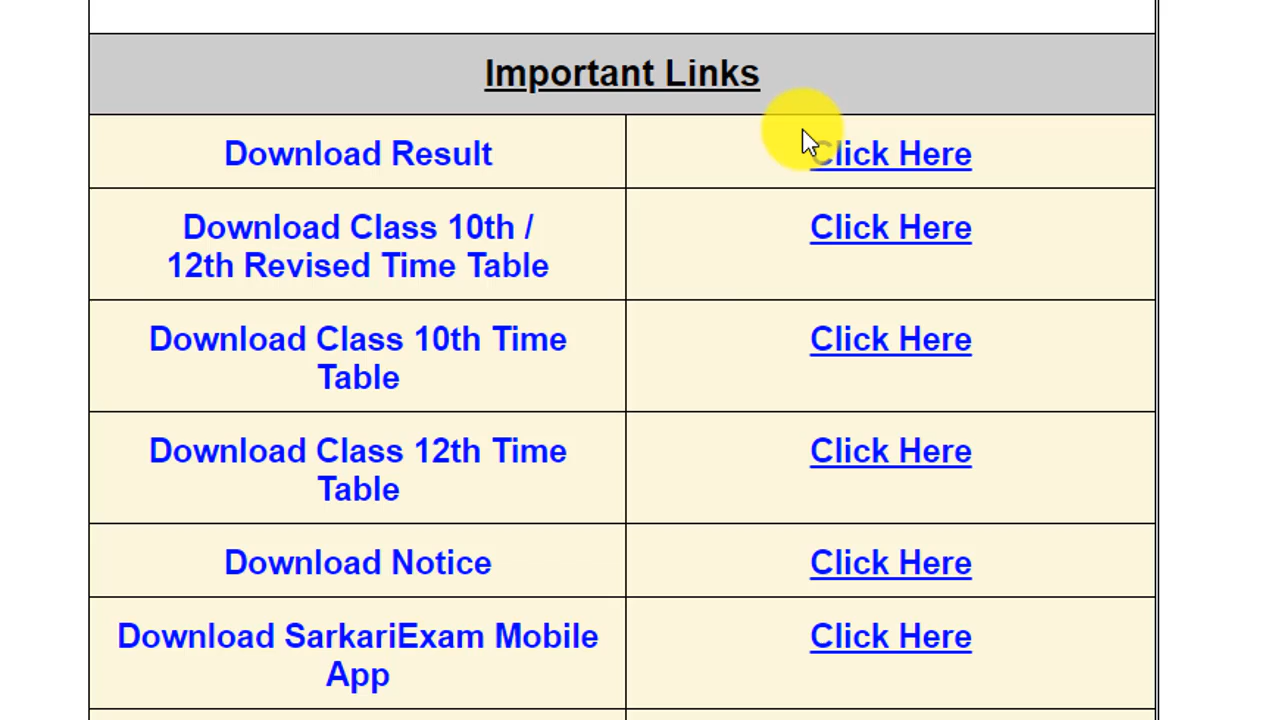 Important Links
Download Result
Click Here
Download Class 10th /
12th Revised Time Table
Click Here
Download Class 10th Time
Table
Click Here
Download Class 12th Time
Table
Click Here
Download Notice
Click Here
Download SarkariExam Mobile
App
Click Here